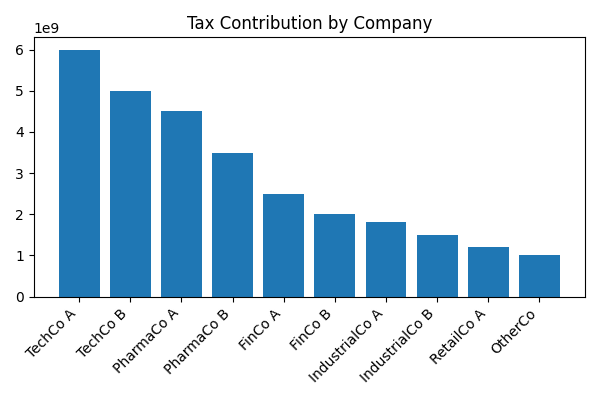 Tax Contribution by Company
1e9
6
5
4
3
2
1
0
TechCo A
TechCo B
PharmaCo A
PharmaCo B
FinCo A
FinCo B
IndustrialCo A
IndustrialCo B
RetailCo A
OtherCo